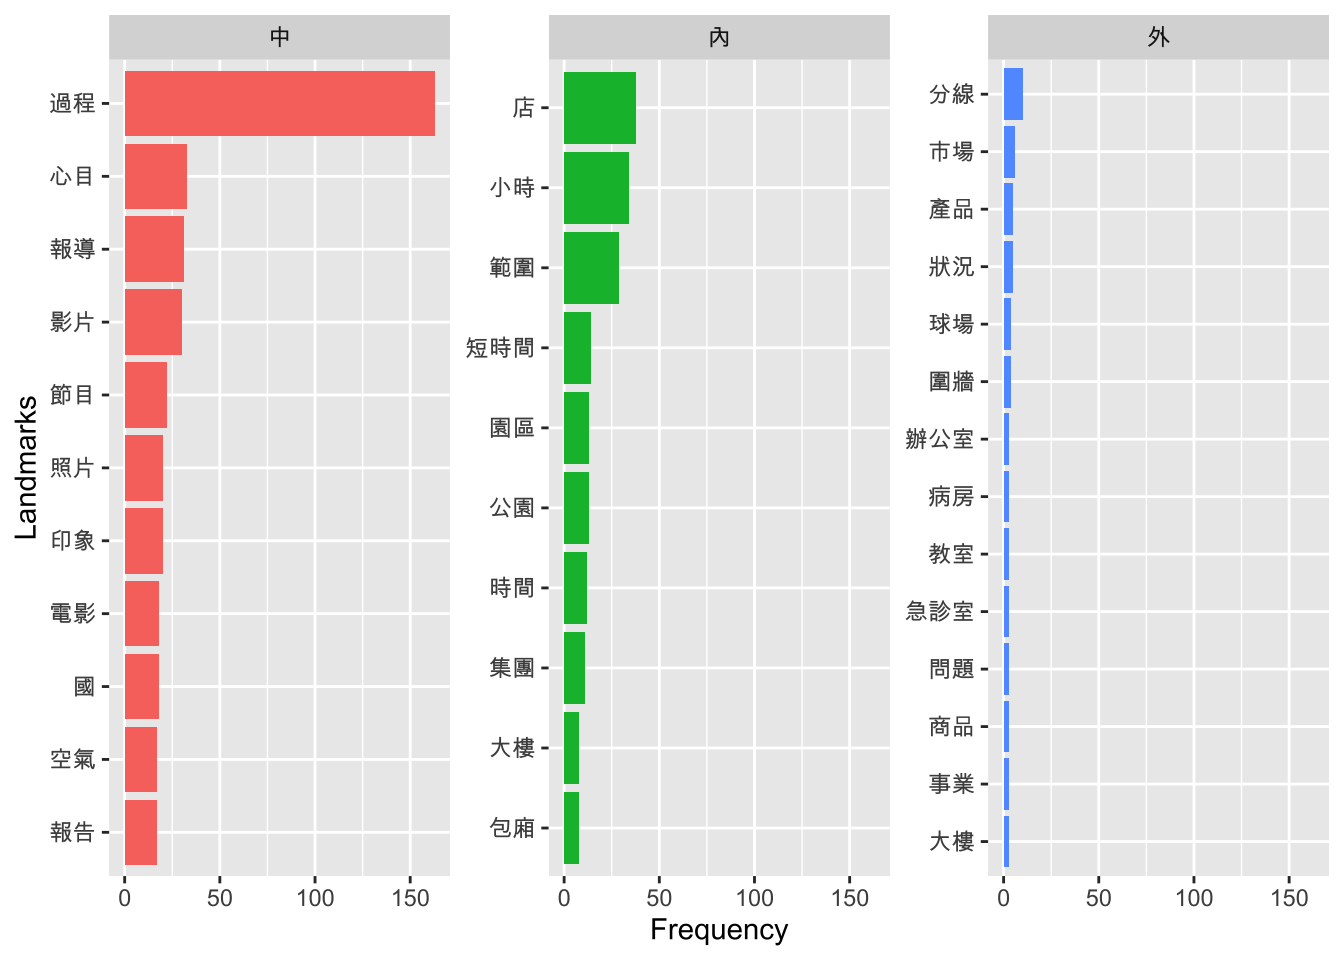 中
內
外
Landmarks
過程
心目
報導
影片
節目
照片
印象
電影
國
空氣
報告
0 50 100 150
店
小時
範圍
短時間
園區
公園
時間
集團
大樓
包廂
0 50 100 150
分線
市場
產品
狀況
球場
圍牆
辦公室
病房
教室
急診室
問題
商品
事業
大樓
0 50 100 150
Frequency